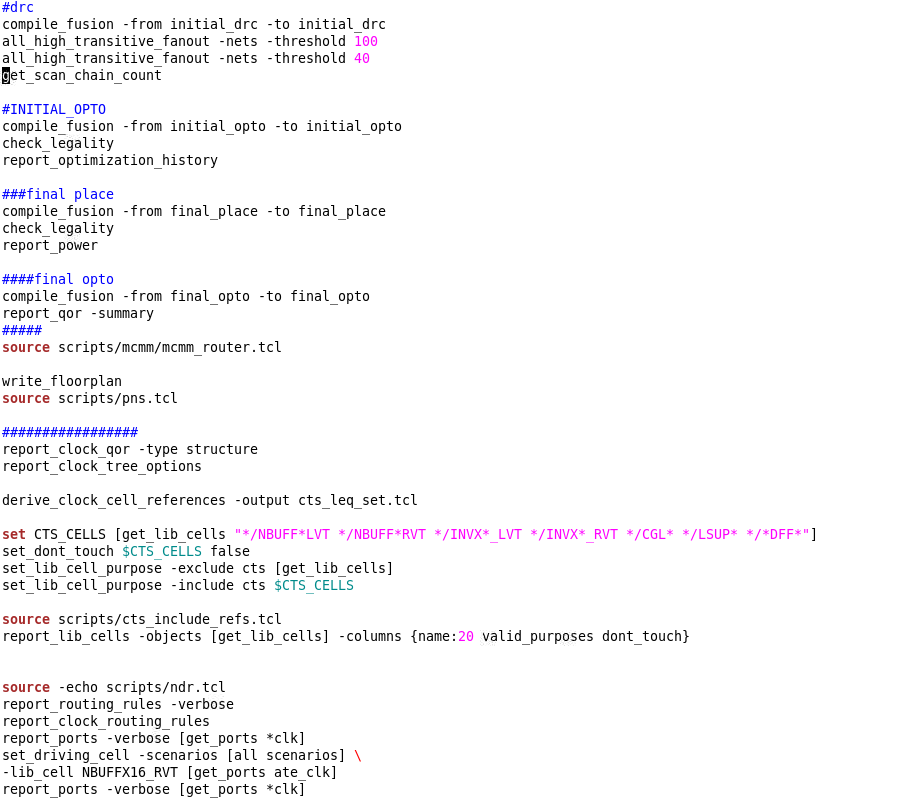 #drc
compile_fusion -from initial_drc -to initial_drc
all_high_transitive_fanout -nets -threshold 100
all_high_transitive_fanout -nets -threshold 40
get_scan_chain_count
#INITIAL_OPTO
compile_fusion -from initial_opto -to initial_opto
check_legality
report_optimization_history
###final place
compile_fusion -from final_place -to final_place
check_legality
report_power
####final opto
compile_fusion -from final_opto -to final_opto
report_qor -summary
#####
source scripts/mcmm/mcmm_router.tcl
write_floorplan
source scripts/pns.tcl
#################
report_clock_qor -type structure
report_clock_tree_options
derive_clock_cell_references -output cts_leq_set.tcl
set CTS_CELLS [get_lib_cells "*/NBUFF*LVT */NBUFF*RVT */INVX*_LVT */INVX*_RVT */CGL* */LSUP* */*DFF*"]
set_dont_touch $CTS_CELLS false
set_lib_cell_purpose -exclude cts [get_lib_cells]
set_lib_cell_purpose -include cts $CTS_CELLS
source scripts/cts_include_refs.tcl
report_lib_cells -objects [get_lib_cells] -columns {name:20 valid_purposes dont_touch}
source -echo scripts/ndr.tcl
report_routing_rules -verbose
report_clock_routing_rules
report_ports -verbose [get_ports *clk]
set_driving_cell -scenarios [all scenarios] \
-lib_cell NBUFFX16_RVT [get_ports ate_clk]
report_ports -verbose [get_ports *clk]